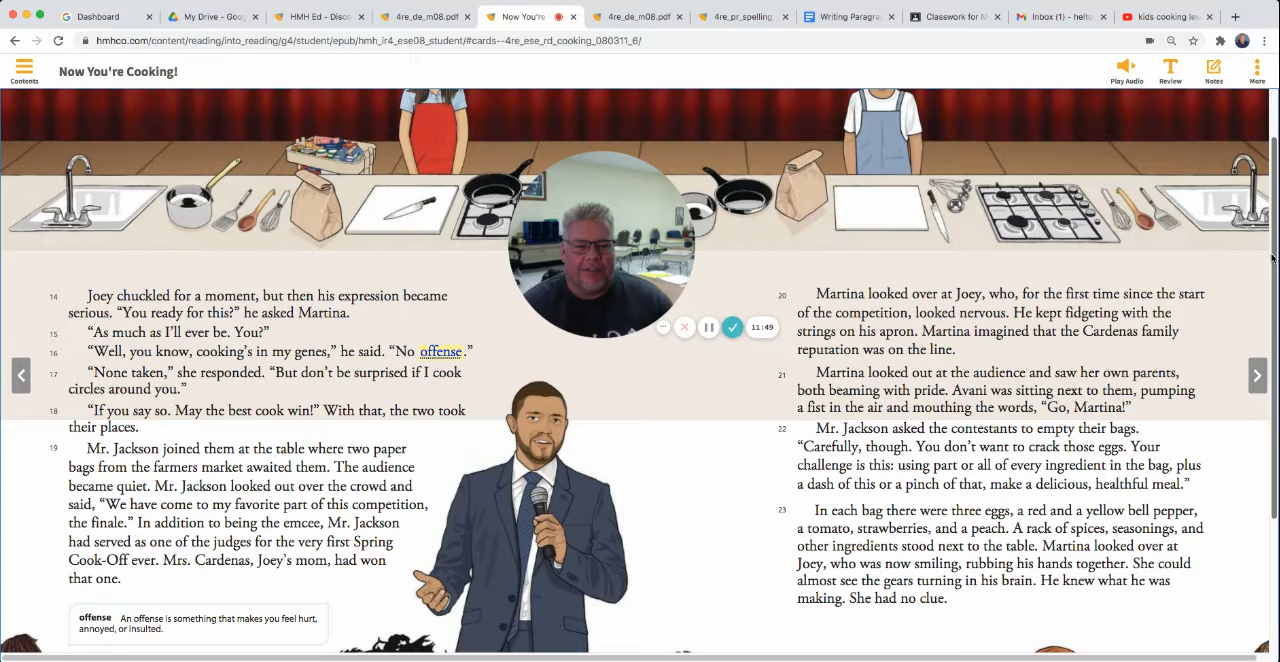 Dashboard
My Drive - Goog
HMH Ed - Disco
4re_de_m08.pdf
Now You're
4re_de_m08.pdf
4re_pr_spelling
Writing Paragra
Classwork for M
Inbox (1) - helto
kids cooking les
hmhco.com/content/reading/into_reading/g4/student/epub/hmh_ir4_ese08_student/#cards--4re_ese_rd_cooking_080311_6/
Contents
Now You're Cooking!
Play Audio
Review
Notes
More
11:49
14 Joey chuckled for a moment, but then his expression became
serious. “You ready for this?” he asked Martina.
15 “As much as I’ll ever be. You?”
16 “Well, you know, cooking’s in my genes,” he said. “No offense.”
17 “None taken,” she responded. “But don’t be surprised if I cook
circles around you.”
18 “If you say so. May the best cook win!” With that, the two took
their places.
19 Mr. Jackson joined them at the table where two paper
bags from the farmers market awaited them. The audience
became quiet. Mr. Jackson looked out over the crowd and
said, “We have come to my favorite part of this competition,
the finale.” In addition to being the emcee, Mr. Jackson
had served as one of the judges for the very first Spring
Cook-Off ever. Mrs. Cardenas, Joey’s mom, had won
that one.
offense An offense is something that makes you feel hurt,
annoyed, or insulted.
20 Martina looked over at Joey, who, for the first time since the start
of the competition, looked nervous. He kept fidgeting with the
strings on his apron. Martina imagined that the Cardenas family
reputation was on the line.
21 Martina looked out at the audience and saw her own parents,
both beaming with pride. Avani was sitting next to them, pumping
a fist in the air and mouthing the words, “Go, Martina!”
22 Mr. Jackson asked the contestants to empty their bags.
“Carefully, though. You don’t want to crack those eggs. Your
challenge is this: using part or all of every ingredient in the bag, plus
a dash of this or a pinch of that, make a delicious, healthful meal.”
23 In each bag there were three eggs, a red and a yellow bell pepper,
a tomato, strawberries, and a peach. A rack of spices, seasonings, and
other ingredients stood next to the table. Martina looked over at
Joey, who was now smiling, rubbing his hands together. She could
almost see the gears turning in his brain. He knew what he was
making. She had no clue.